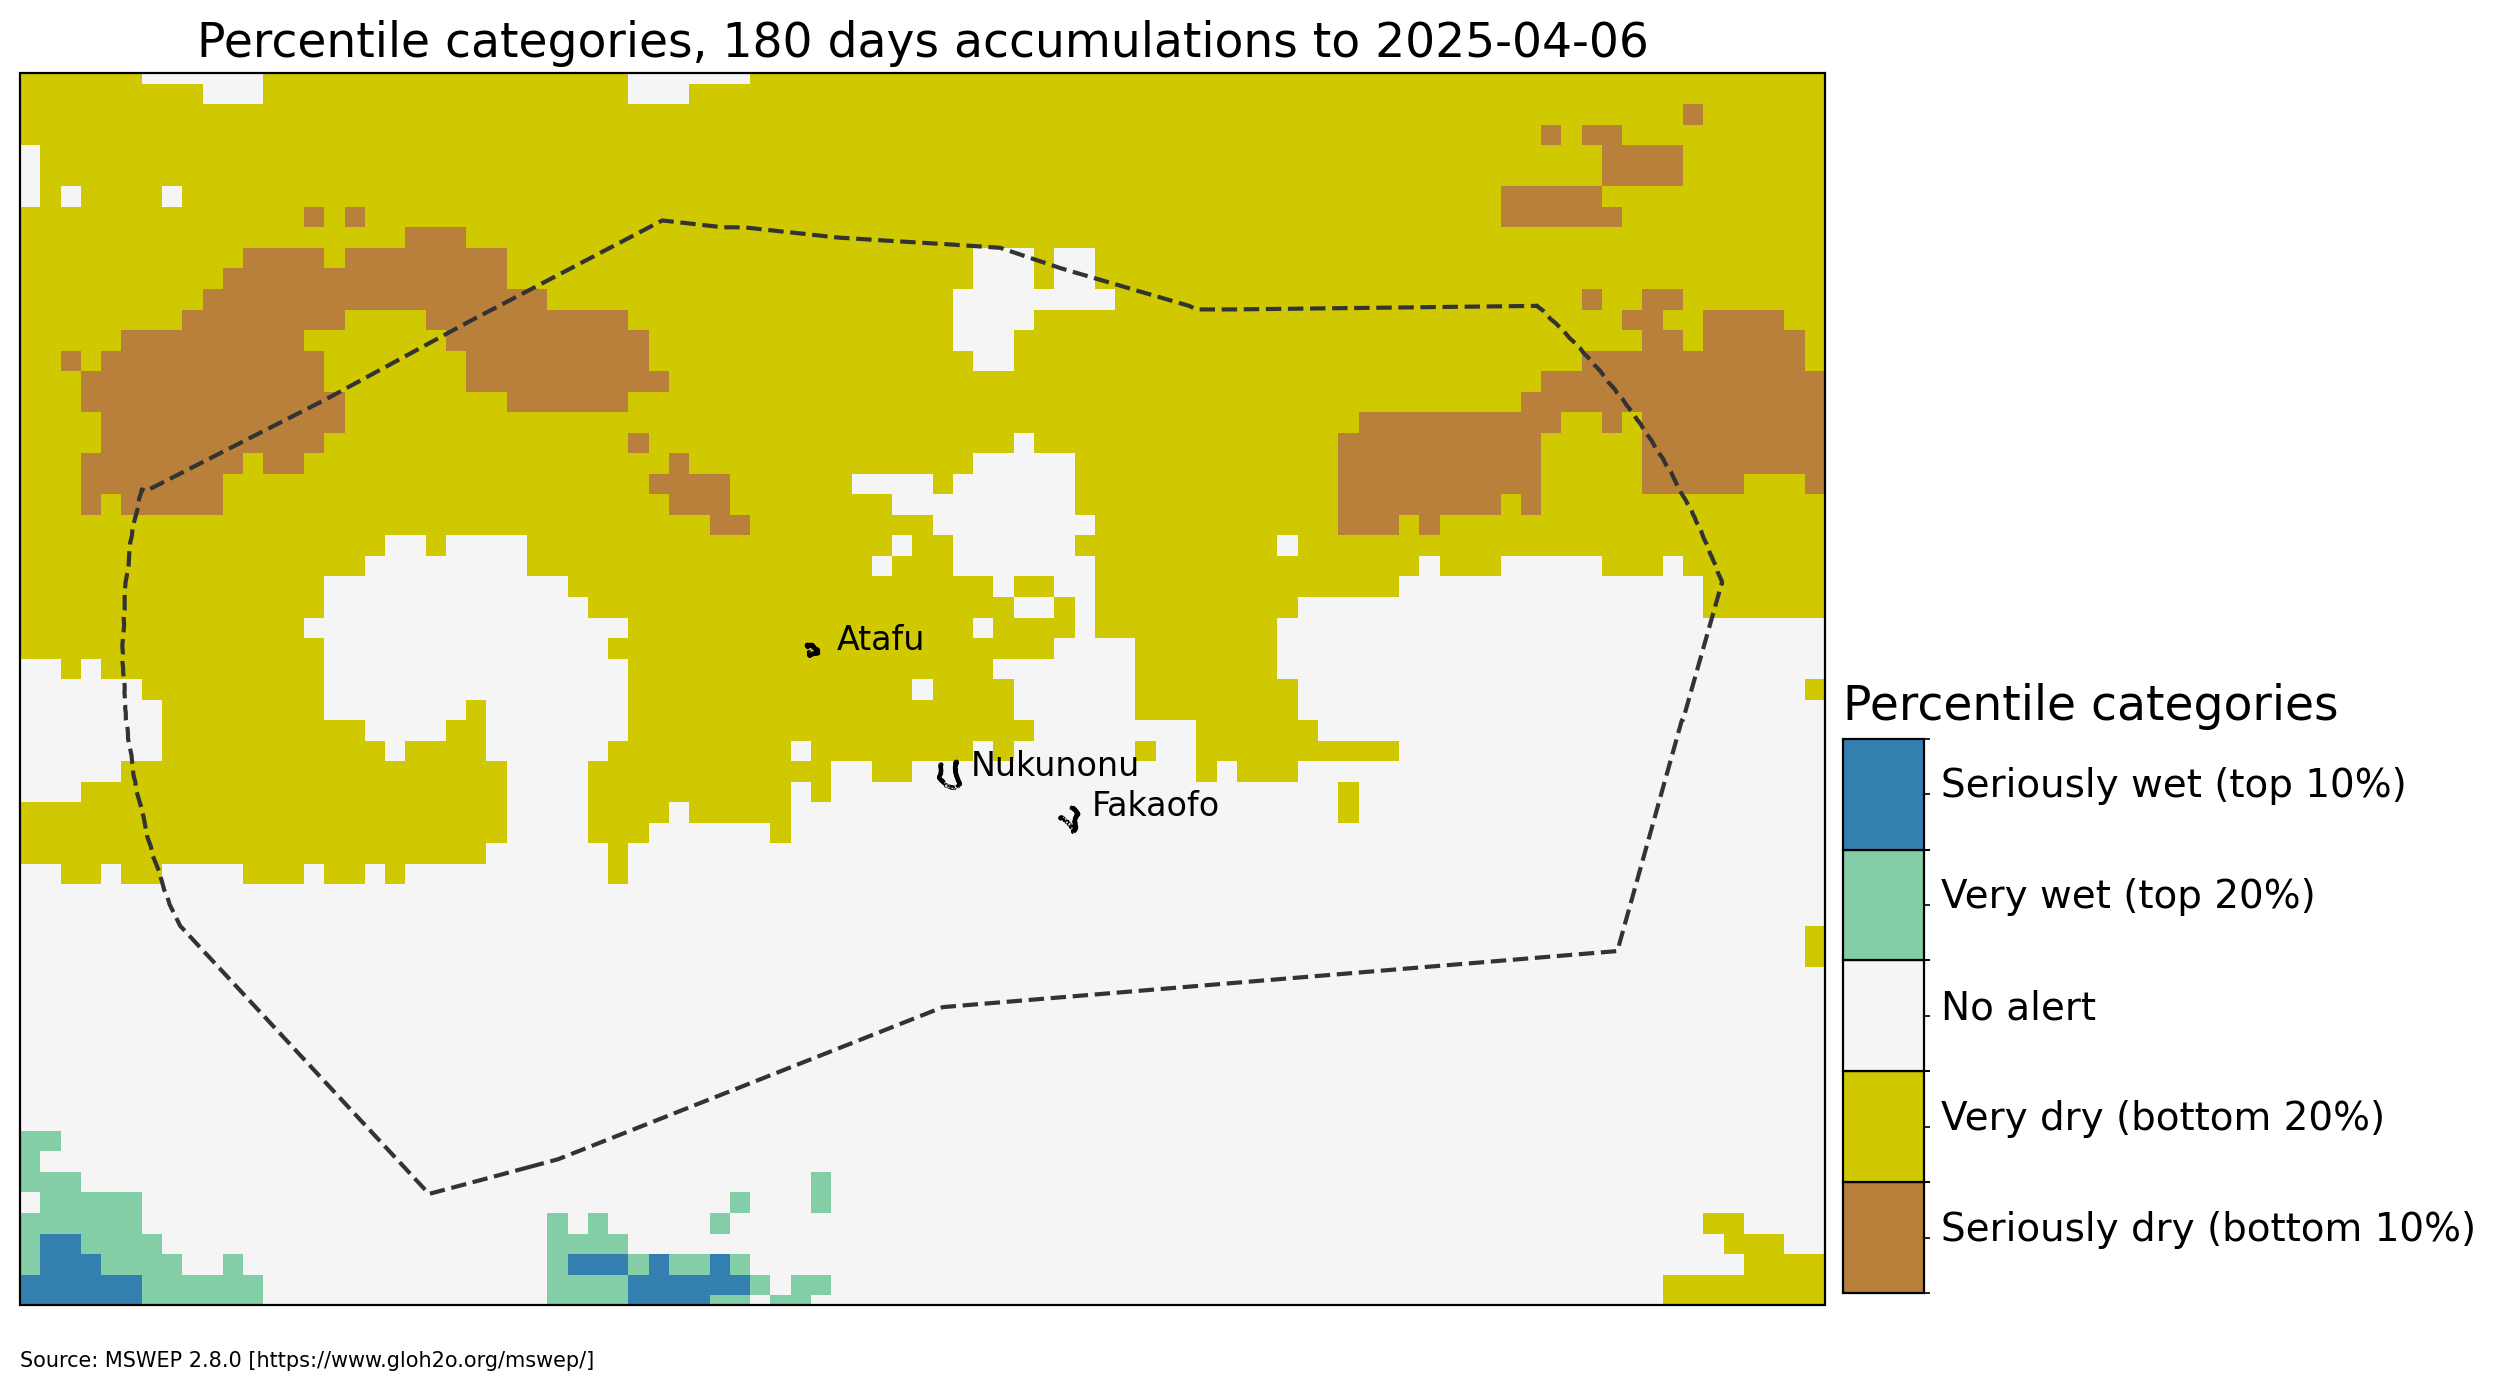 Percentile categories, 180 days accumulations to 2025-04-06
Atafu
Nukunonu
Fakaofo
Percentile categories
Seriously wet (top 10%)
Very wet (top 20%)
No alert
Very dry (bottom 20%)
Seriously dry (bottom 10%)
Source: MSWEP 2.8.0 [https://www.gloh2o.org/mswep/]